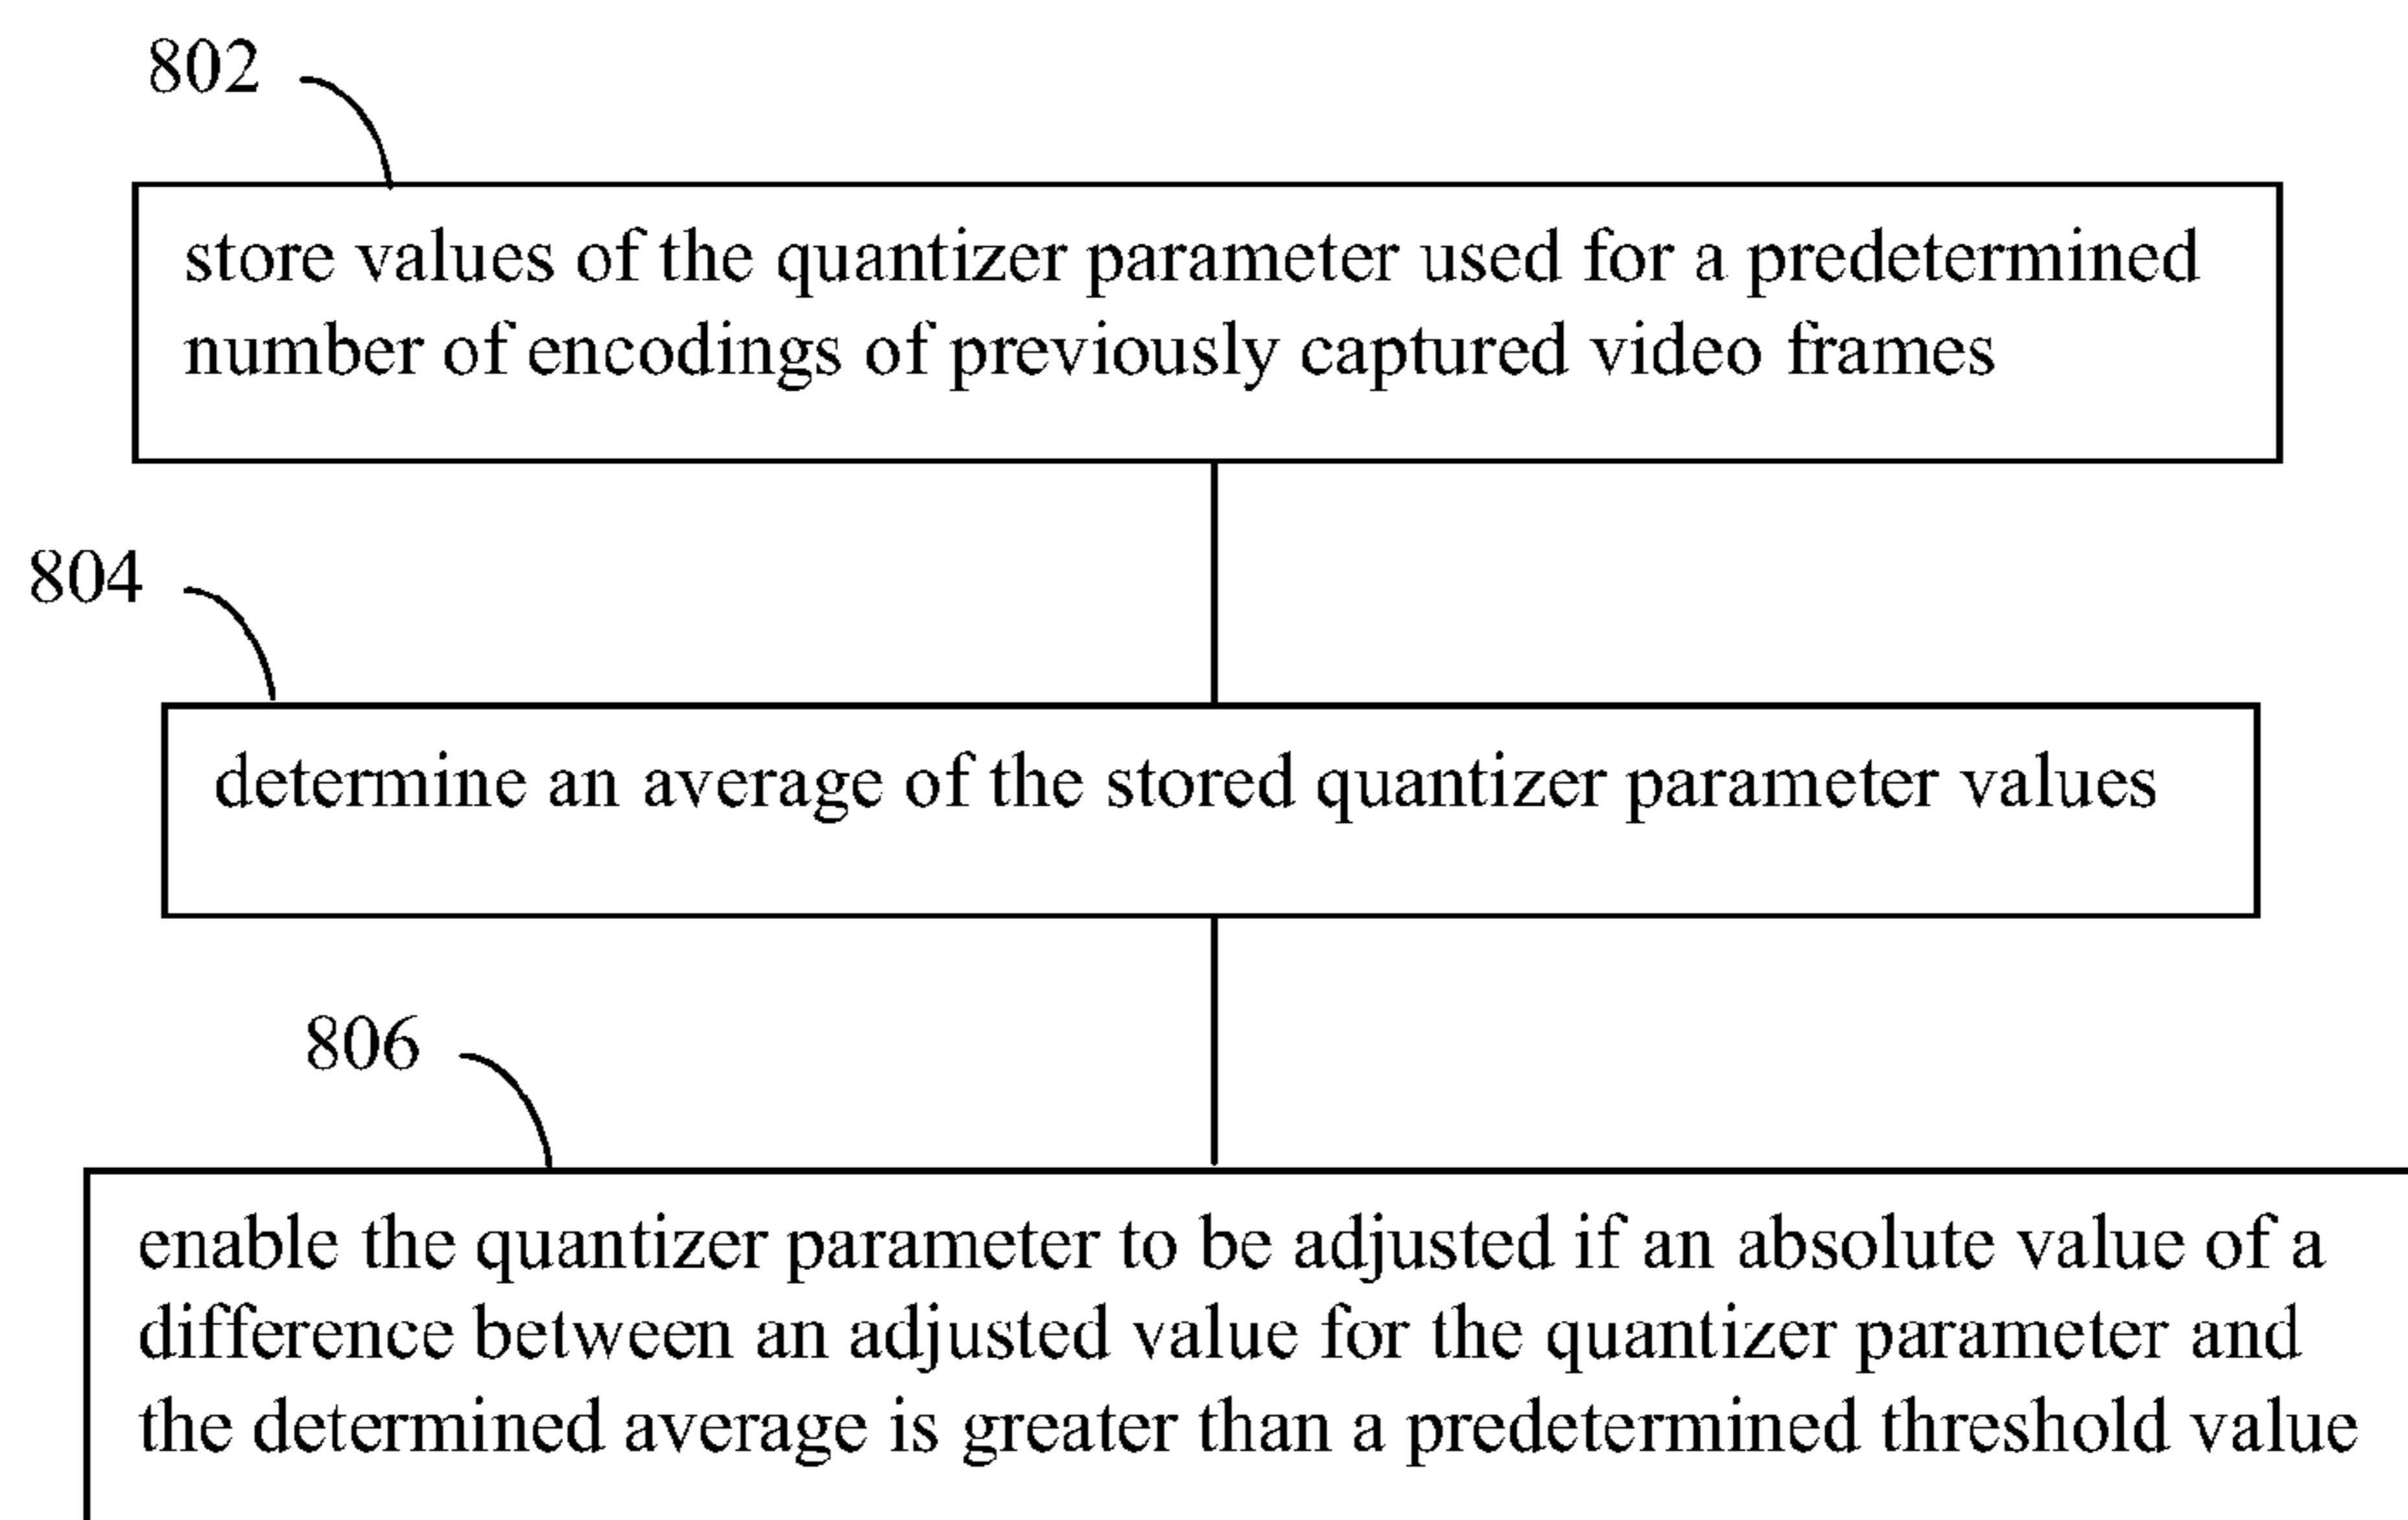 802
store values of the quantizer parameter used for a predetermined
number of encodings of previously captured video frames
804
determine an average of the stored quantizer parameter values
806
enable the quantizer parameter to be adjusted if an absolute value of a
difference between an adjusted value for the quantizer parameter and
the determined average is greater than a predetermined threshold value